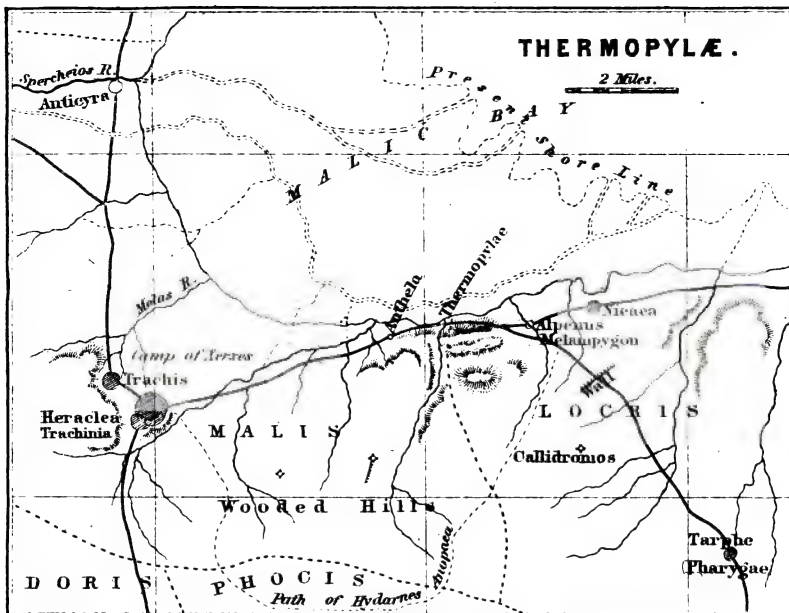 THERMOPYLÆ.
2 Miles.
Spercheios R.
Anticyra
Present Shore Line
MALIC BAY
Melas R.
Anthela
Thermopylae
Nicaea
Alpenus
Melampygon
Camp of Xerxes
Trachis
Wall
Heraclea
Trachinia
MALIS
LOCRIS
Callidromos
Wooded Hills
Anopaea
Tarphe
(Pharygae)
DORIS
PHOCIS
Path of Hydarnes